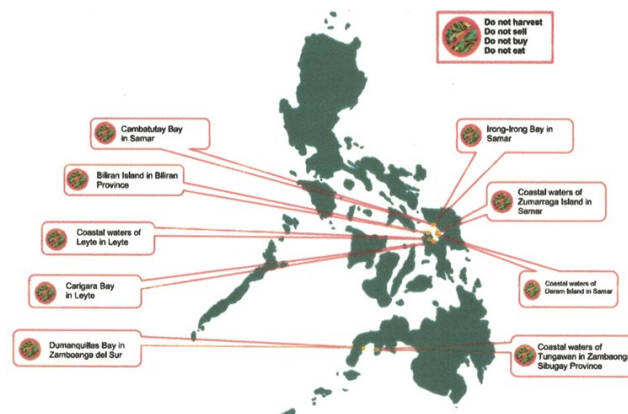 Do not harvest
Do not sell
Do not buy
Do not eat
Cambatutay Bay
in Samar
Irong-Irong Bay in
Samar
Biliran Island in Biliran
Province
Coastal waters of
Zumarraga Island in
Samar
Coastal waters of
Leyte in Leyte
Carigara Bay
in Leyte
Coastal waters of
Daram Island in Samar
Dumanquillas Bay in
Zamboanga del Sur
Coastal waters of
Tungawan in Zambaonga
Sibugay Province